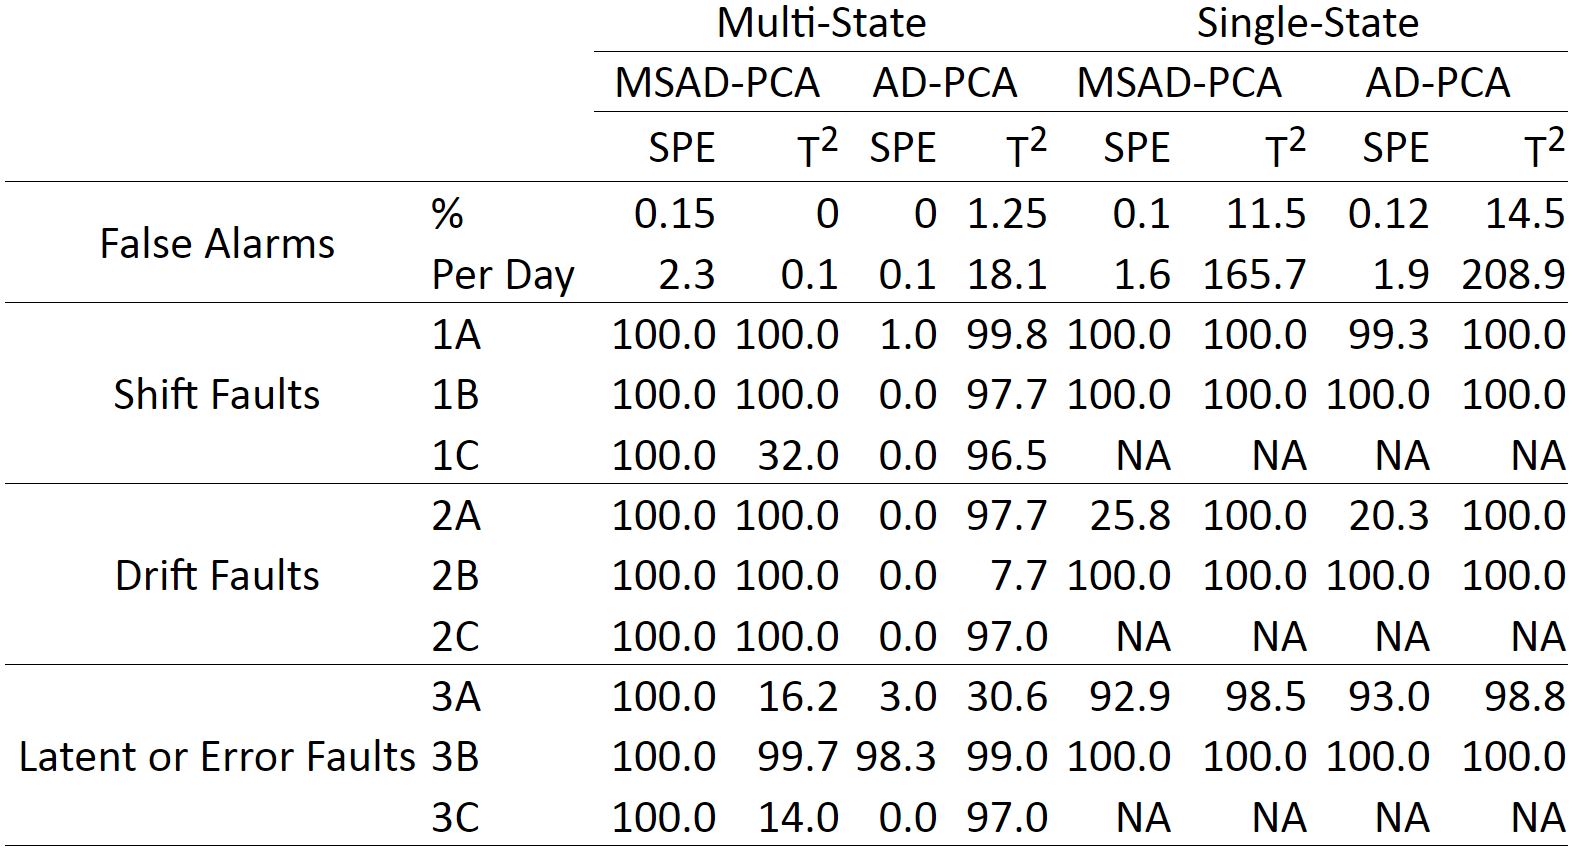 Multi-State Single-State
MSAD-PCA AD-PCA MSAD-PCA AD-PCA
SPE T² SPE T² SPE T² SPE T²
False Alarms
% 0.15 0 0 1.25 0.1 11.5 0.12 14.5
Per Day 2.3 0.1 0.1 18.1 1.6 165.7 1.9 208.9
Shift Faults
1A 100.0 100.0 1.0 99.8 100.0 100.0 99.3 100.0
1B 100.0 100.0 0.0 97.7 100.0 100.0 100.0 100.0
1C 100.0 32.0 0.0 96.5 NA NA NA NA
Drift Faults
2A 100.0 100.0 0.0 97.7 25.8 100.0 20.3 100.0
2B 100.0 100.0 0.0 7.7 100.0 100.0 100.0 100.0
2C 100.0 100.0 0.0 97.0 NA NA NA NA
Latent or Error Faults
3A 100.0 16.2 3.0 30.6 92.9 98.5 93.0 98.8
3B 100.0 99.7 98.3 99.0 100.0 100.0 100.0 100.0
3C 100.0 14.0 0.0 97.0 NA NA NA NA